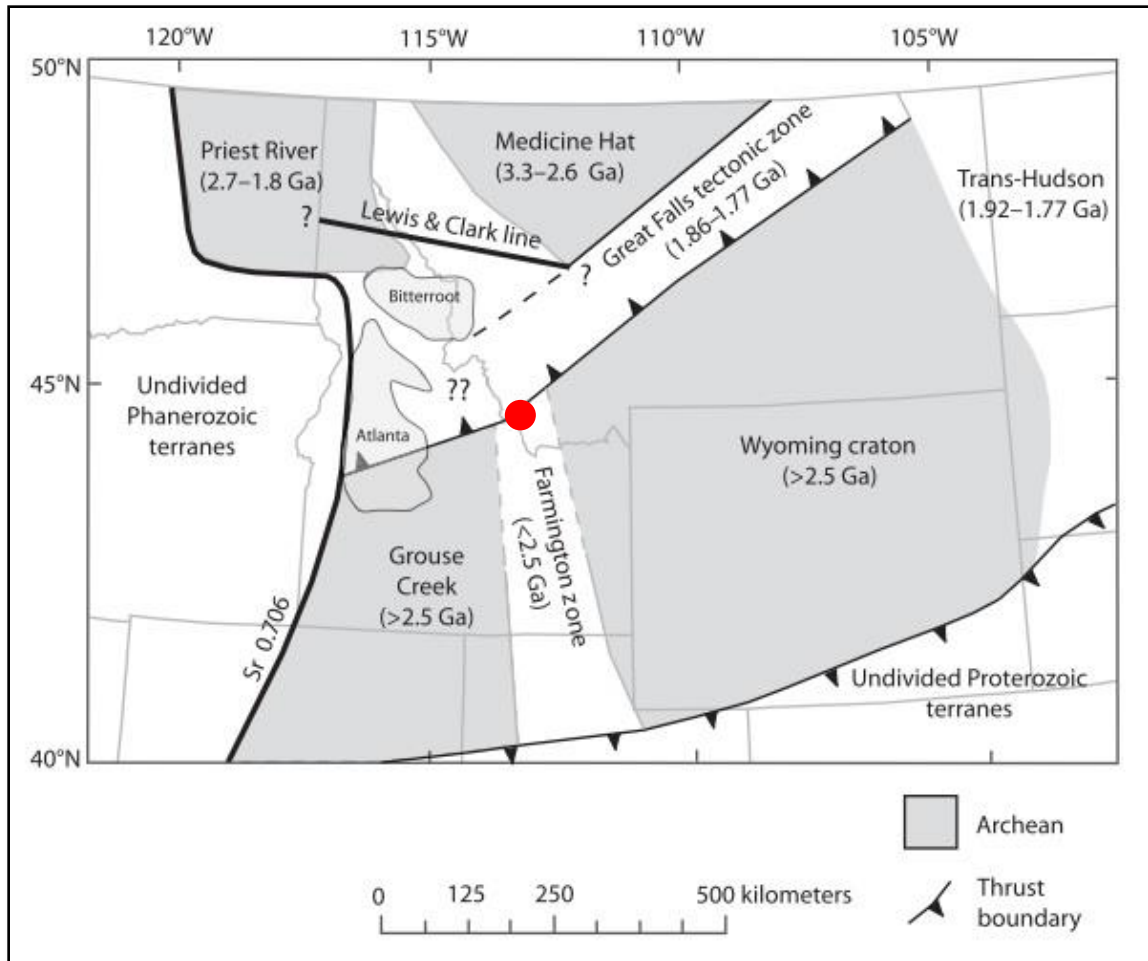 120°W
115°W
110°W
105°W
50°N
45°N
40°N
Priest River
(2.7–1.8 Ga)
?
Lewis & Clark line
Medicine Hat
(3.3–2.6 Ga)
Great Falls tectonic zone
(1.86–1.77 Ga)
?
Trans-Hudson
(1.92–1.77 Ga)
Bitterroot
Undivided
Phanerozoic
terranes
??
Atlanta
Wyoming craton
(>2.5 Ga)
Farmington zone
(<2.5 Ga)
Grouse
Creek
(>2.5 Ga)
Sr 0.706
Undivided Proterozoic
terranes
Archean
0 125 250 500 kilometers
Thrust
boundary